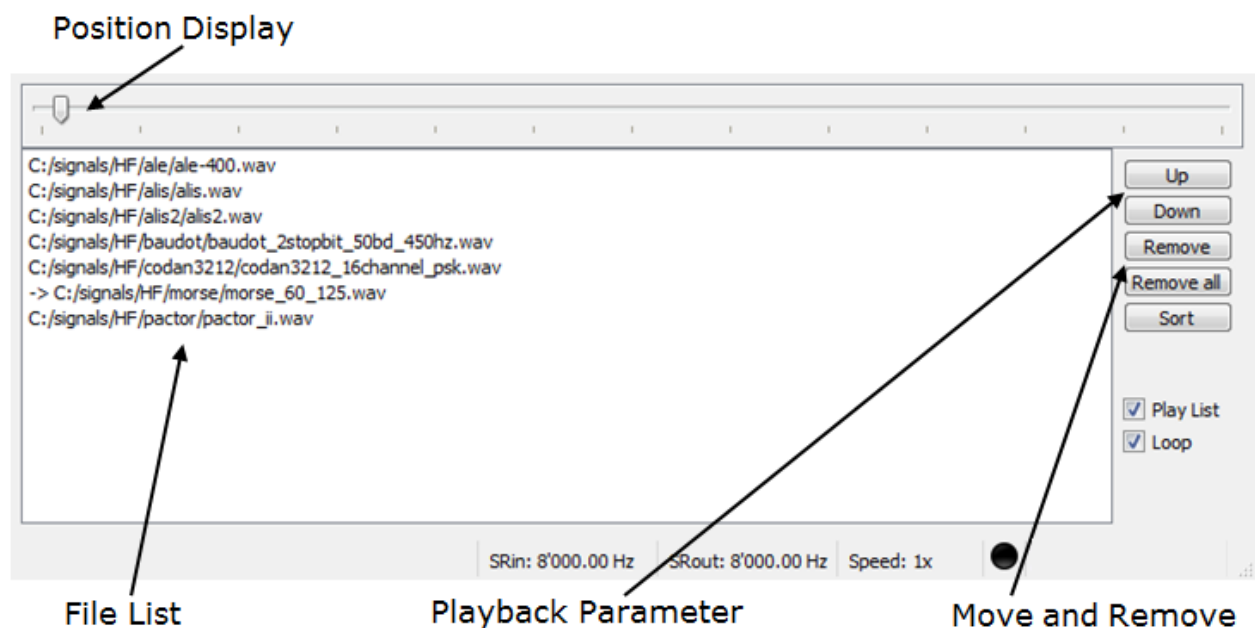 Position Display
C:/signals/HF/ale/ale-400.wav
C:/signals/HF/alis/alis.wav
C:/signals/HF/alis2/alis2.wav
C:/signals/HF/baudot/baudot_2stopbit_50bd_450hz.wav
C:/signals/HF/codan3212/codan3212_16channel_psk.wav
-> C:/signals/HF/morse/morse_60_125.wav
C:/signals/HF/pactor/pactor_ii.wav
Up
Down
Remove
Remove all
Sort
Play List
Loop
SRin: 8'000.00 Hz SRout: 8'000.00 Hz Speed: 1x
File List Playback Parameter Move and Remove